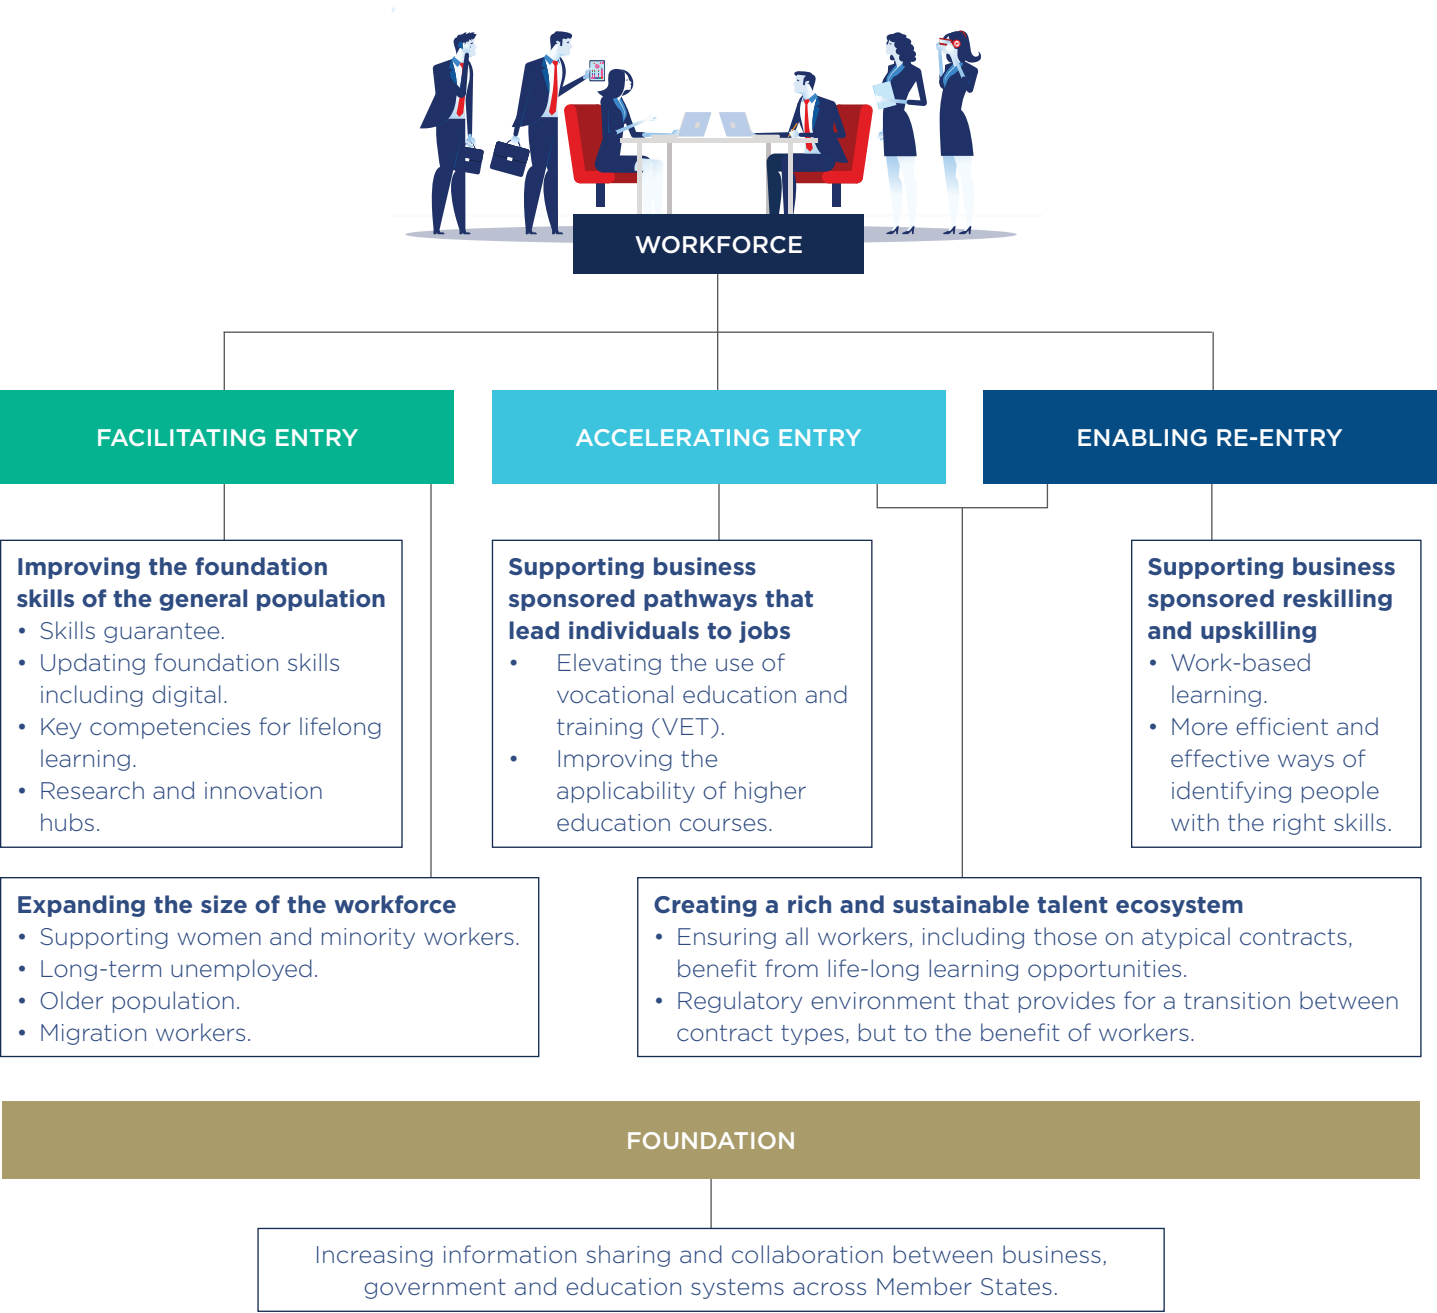 WORKFORCE
FACILITATING ENTRY
ACCELERATING ENTRY
ENABLING RE-ENTRY
Improving the foundation
skills of the general population
• Skills guarantee.
• Updating foundation skills
including digital.
• Key competencies for lifelong
learning.
• Research and innovation
hubs.
Supporting business
sponsored pathways that
lead individuals to jobs
• Elevating the use of
vocational education and
training (VET).
• Improving the
applicability of higher
education courses.
Supporting business
sponsored reskilling
and upskilling
• Work-based
learning.
• More efficient and
effective ways of
identifying people
with the right skills.
Expanding the size of the workforce
• Supporting women and minority workers.
• Long-term unemployed.
• Older population.
• Migration workers.
Creating a rich and sustainable talent ecosystem
• Ensuring all workers, including those on atypical contracts,
benefit from life-long learning opportunities.
• Regulatory environment that provides for a transition between
contract types, but to the benefit of workers.
FOUNDATION
Increasing information sharing and collaboration between business,
government and education systems across Member States.